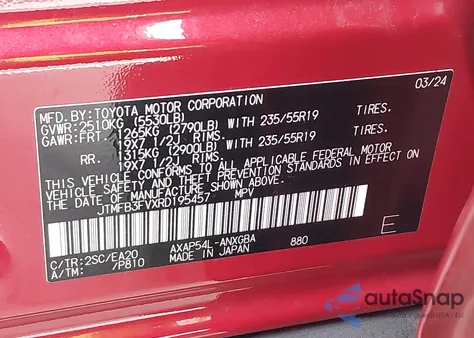 MFD.BY:TOYOTA MOTOR CORPORATION 03/24
GVWR:2510KG (5530LB)
GAWR:FRT. 1265KG(2790LB) WITH 235/55R19 TIRES.
19X7 1/2J RIMS.
RR. 1315KG(2900LB) WITH 235/55R19 TIRES.
19X7 1/2J RIMS.
THIS VEHICLE CONFORMS TO ALL APPLICABLE FEDERAL MOTOR
VEHICLE SAFETY AND BUMPER STANDARDS IN EFFECT ON
THE DATE OF MANUFACTURE SHOWN ABOVE.
JTMFB3FVXRD195457 MPV
E
C/TR:2SC/EA20 AXAP54L-ANXGBA 880
A/TM: /P810 MADE IN JAPAN
autoSnap